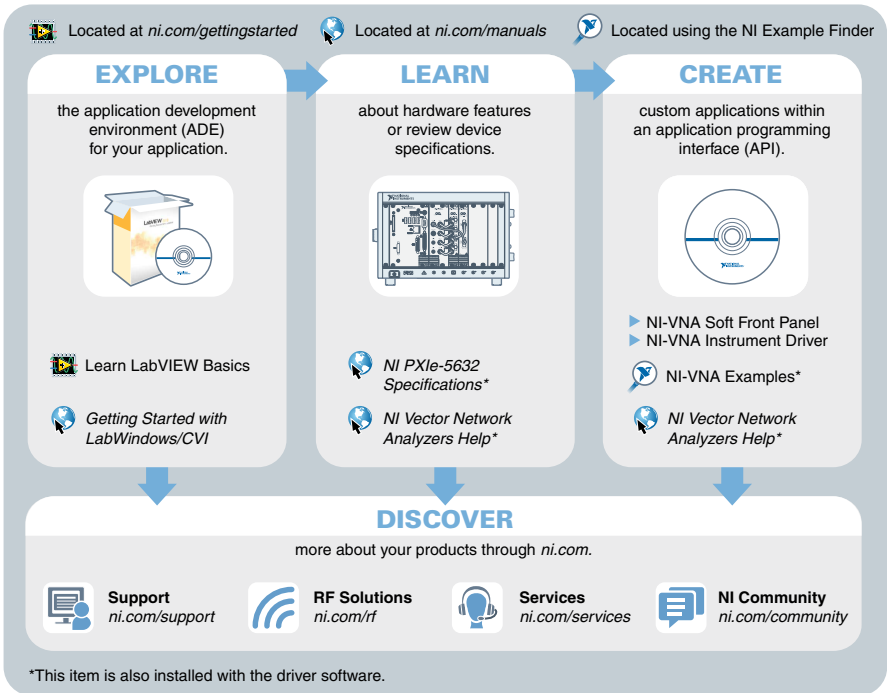 Located at ni.com/gettingstarted
Located at ni.com/manuals
Located using the NI Example Finder
EXPLORE
the application development
environment (ADE)
for your application.
LabVIEW
Learn LabVIEW Basics
Getting Started with
LabWindows/CVI
LEARN
about hardware features
or review device
specifications.
NI PXIe-5632
Specifications*
NI Vector Network
Analyzers Help*
CREATE
custom applications within
an application programming
interface (API).
NI-VNA Soft Front Panel
NI-VNA Instrument Driver
NI-VNA Examples*
NI Vector Network
Analyzers Help*
DISCOVER
more about your products through ni.com.
Support
ni.com/support
RF Solutions
ni.com/rf
Services
ni.com/services
NI Community
ni.com/community
*This item is also installed with the driver software.